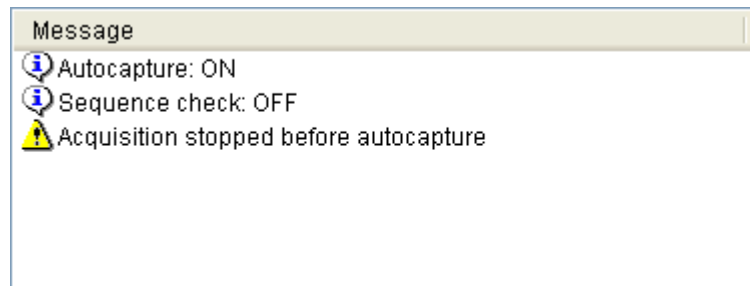 Message
Autocapture: ON
Sequence check: OFF
Acquisition stopped before autocapture